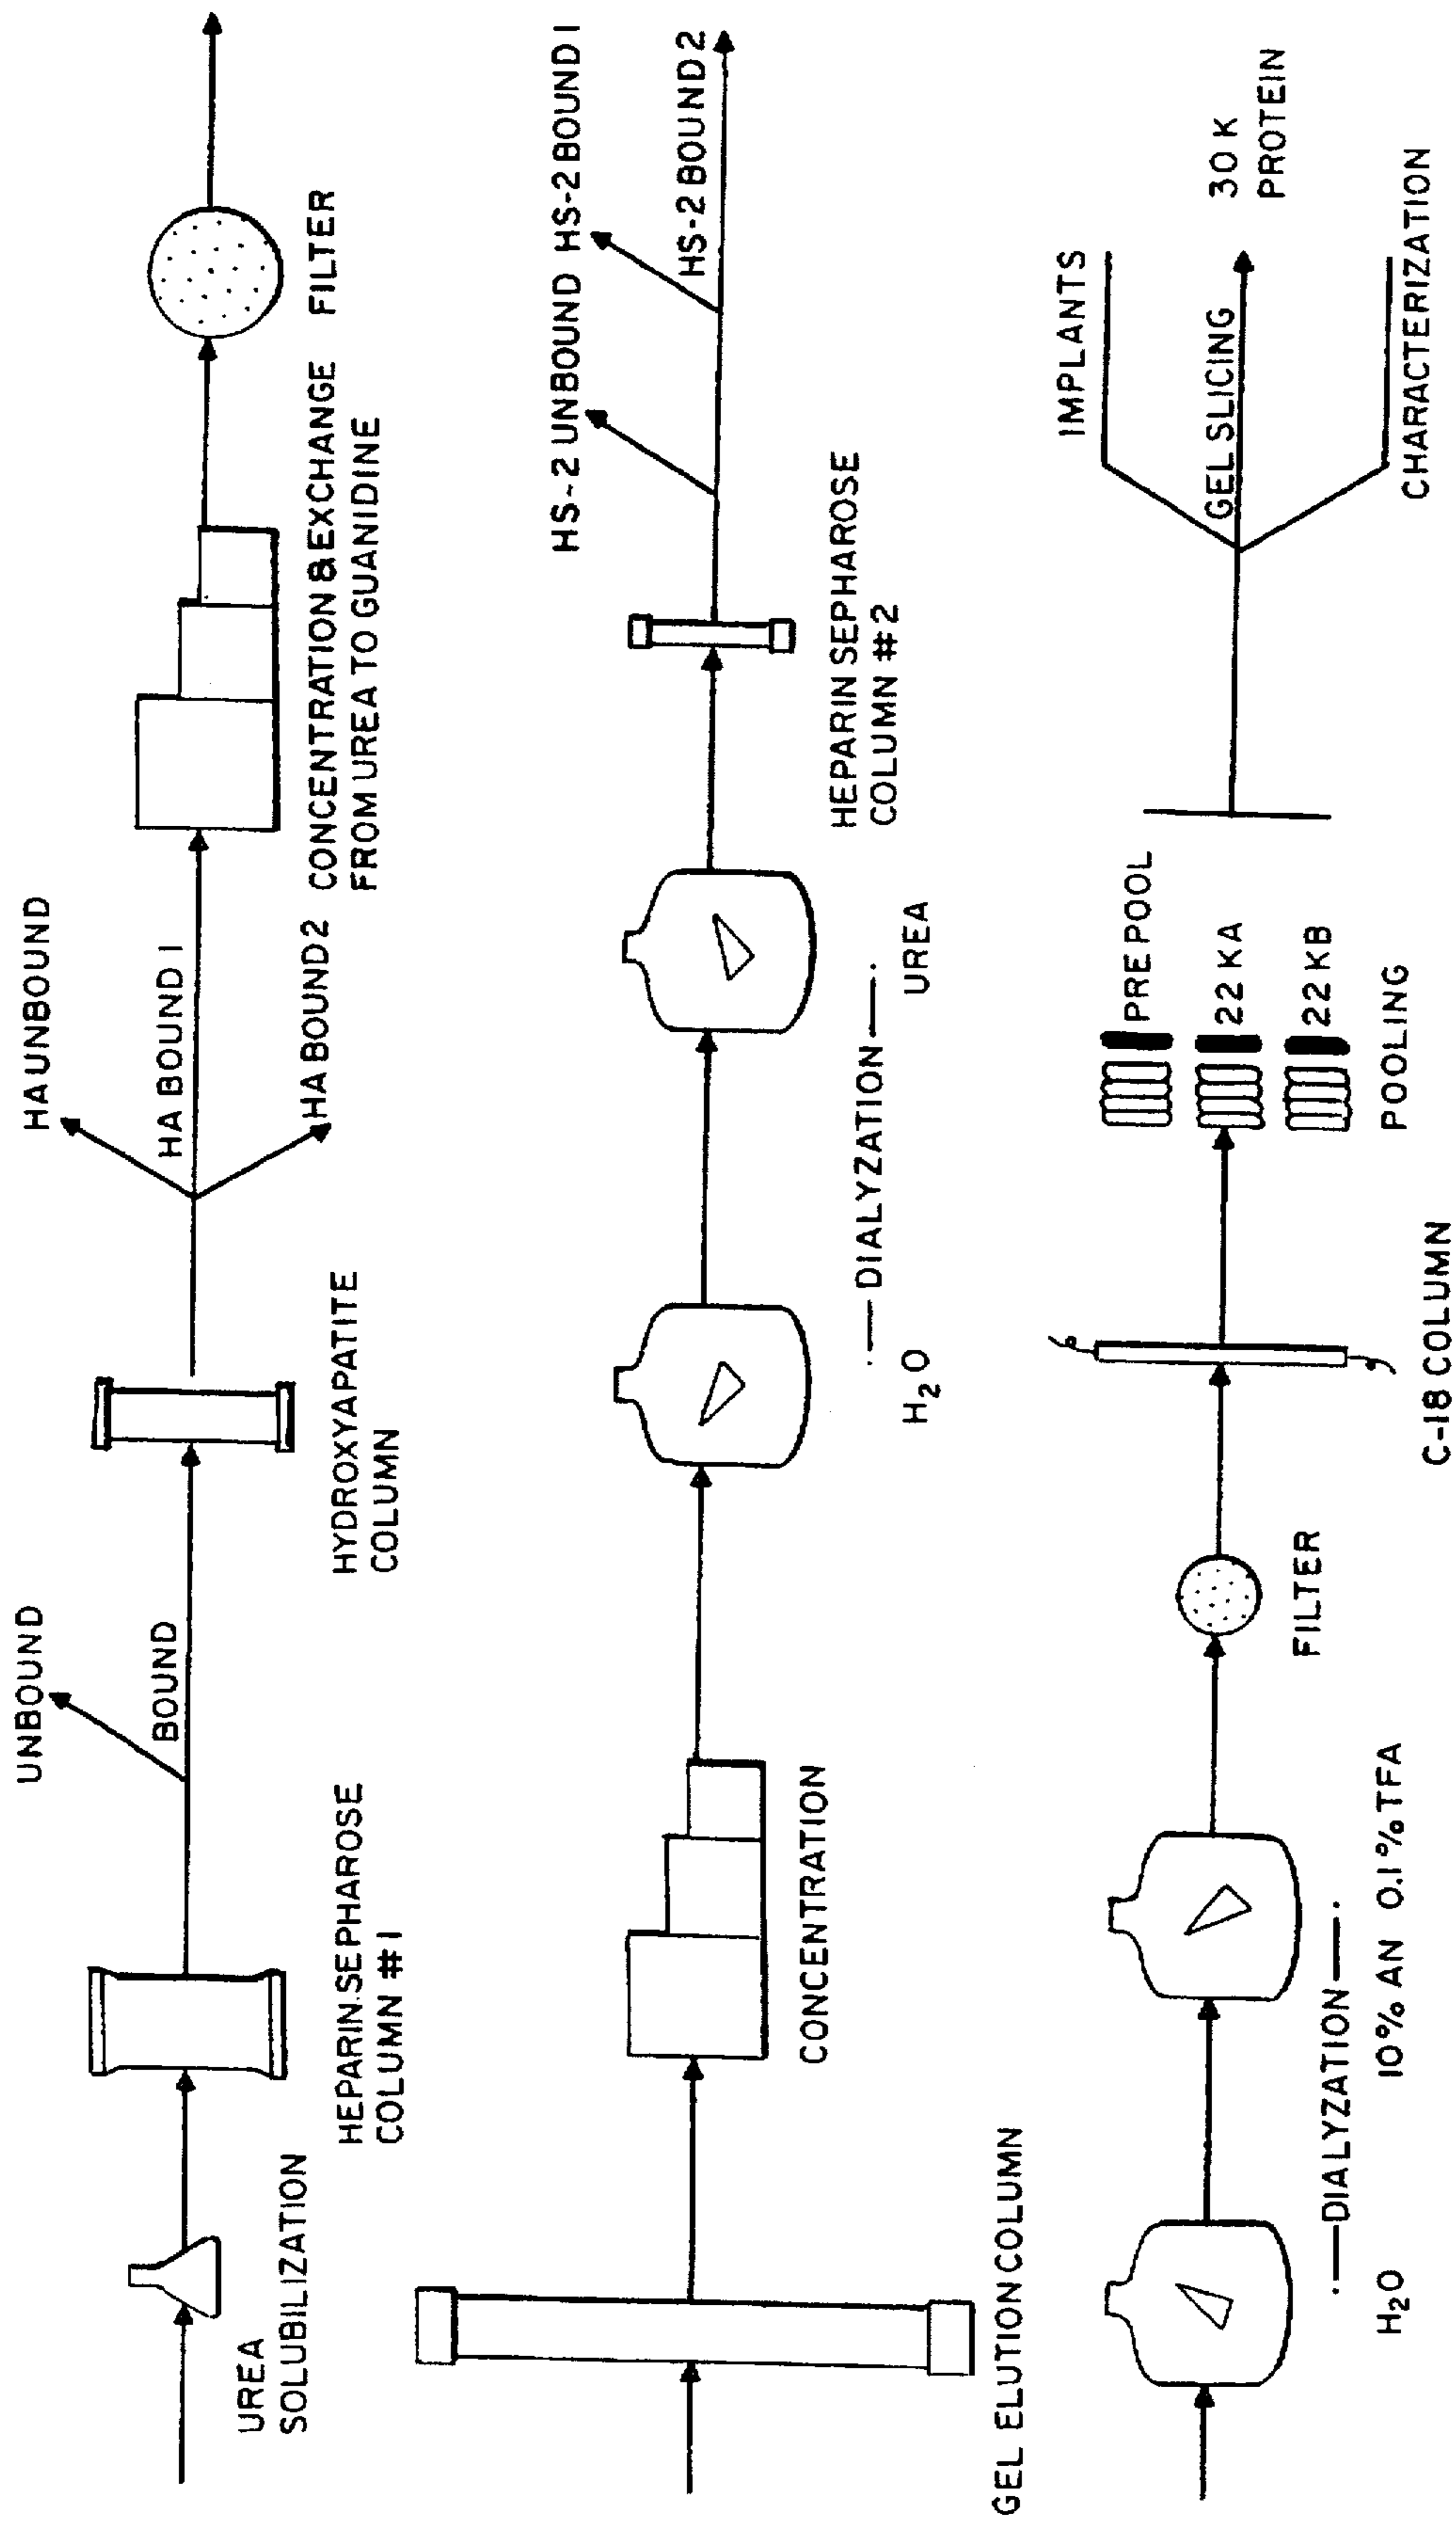 UREA
SOLUBILIZATION
HEPARIN SEPHAROSE
COLUMN #1
UNBOUND
BOUND
HYDROXYAPATITE
COLUMN
HA UNBOUND
HA BOUND 1
HA BOUND 2
CONCENTRATION & EXCHANGE
FROM UREA TO GUANIDINE
FILTER
GEL ELUTION COLUMN
CONCENTRATION
H2O
DIALYZATION
UREA
HEPARIN SEPHAROSE
COLUMN #2
HS-2 UNBOUND
HS-2 BOUND 1
HS-2 BOUND 2
H2O
DIALYZATION
10% AN 0.1% TFA
FILTER
C-18 COLUMN
PREPOOL
22 KA
22 KB
POOLING
IMPLANTS
GEL SLICING
30 K
PROTEIN
CHARACTERIZATION